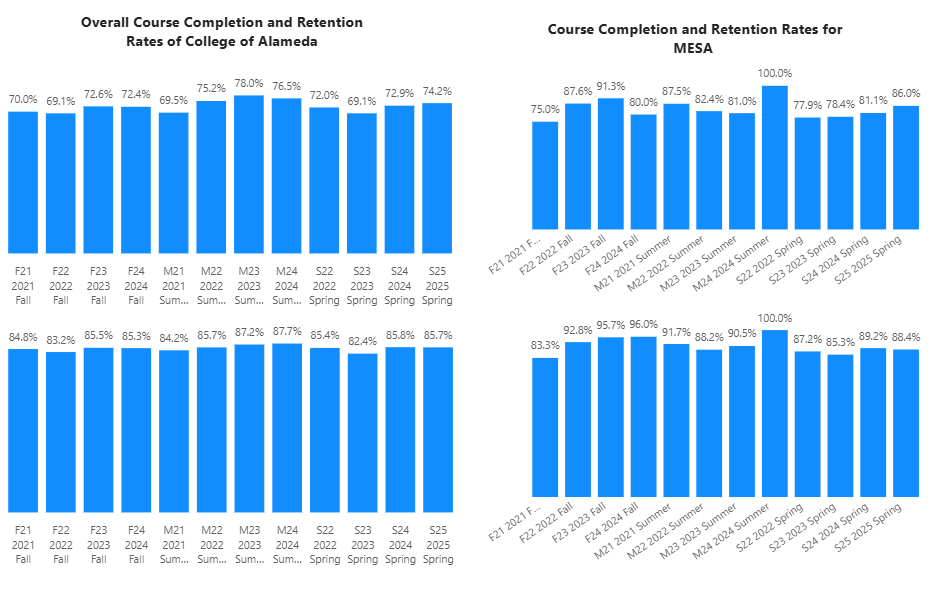 Overall Course Completion and Retention
Rates of College of Alameda
70.0% 69.1% 72.6% 72.4% 69.5% 75.2% 78.0% 76.5% 72.0% 69.1% 72.9% 74.2%
F21 F22 F23 F24 M21 M22 M23 M24 S22 S23 S24 S25
2021 2022 2023 2024 2021 2022 2023 2024 2022 2023 2024 2025
Fall Fall Fall Fall Sum... Sum... Sum... Sum... Spring Spring Spring Spring
84.8% 83.2% 85.5% 85.3% 84.2% 85.7% 87.2% 87.7% 85.4% 82.4% 85.8% 85.7%
F21 F22 F23 F24 M21 M22 M23 M24 S22 S23 S24 S25
2021 2022 2023 2024 2021 2022 2023 2024 2022 2023 2024 2025
Fall Fall Fall Fall Sum... Sum... Sum... Sum... Spring Spring Spring Spring
Course Completion and Retention Rates for
MESA
75.0% 87.6% 91.3% 80.0% 87.5% 82.4% 81.0% 100.0% 77.9% 78.4% 81.1% 86.0%
F21 2021 F...
F22 2022 Fall
F23 2023 Fall
F24 2024 Fall
M21 2021 Summer
M22 2022 Summer
M23 2023 Summer
M24 2024 Summer
S22 2022 Spring
S23 2023 Spring
S24 2024 Spring
S25 2025 Spring
83.3% 92.8% 95.7% 96.0% 91.7% 88.2% 90.5% 100.0% 87.2% 85.3% 89.2% 88.4%
F21 2021 F...
F22 2022 Fall
F23 2023 Fall
F24 2024 Fall
M21 2021 Summer
M22 2022 Summer
M23 2023 Summer
M24 2024 Summer
S22 2022 Spring
S23 2023 Spring
S24 2024 Spring
S25 2025 Spring